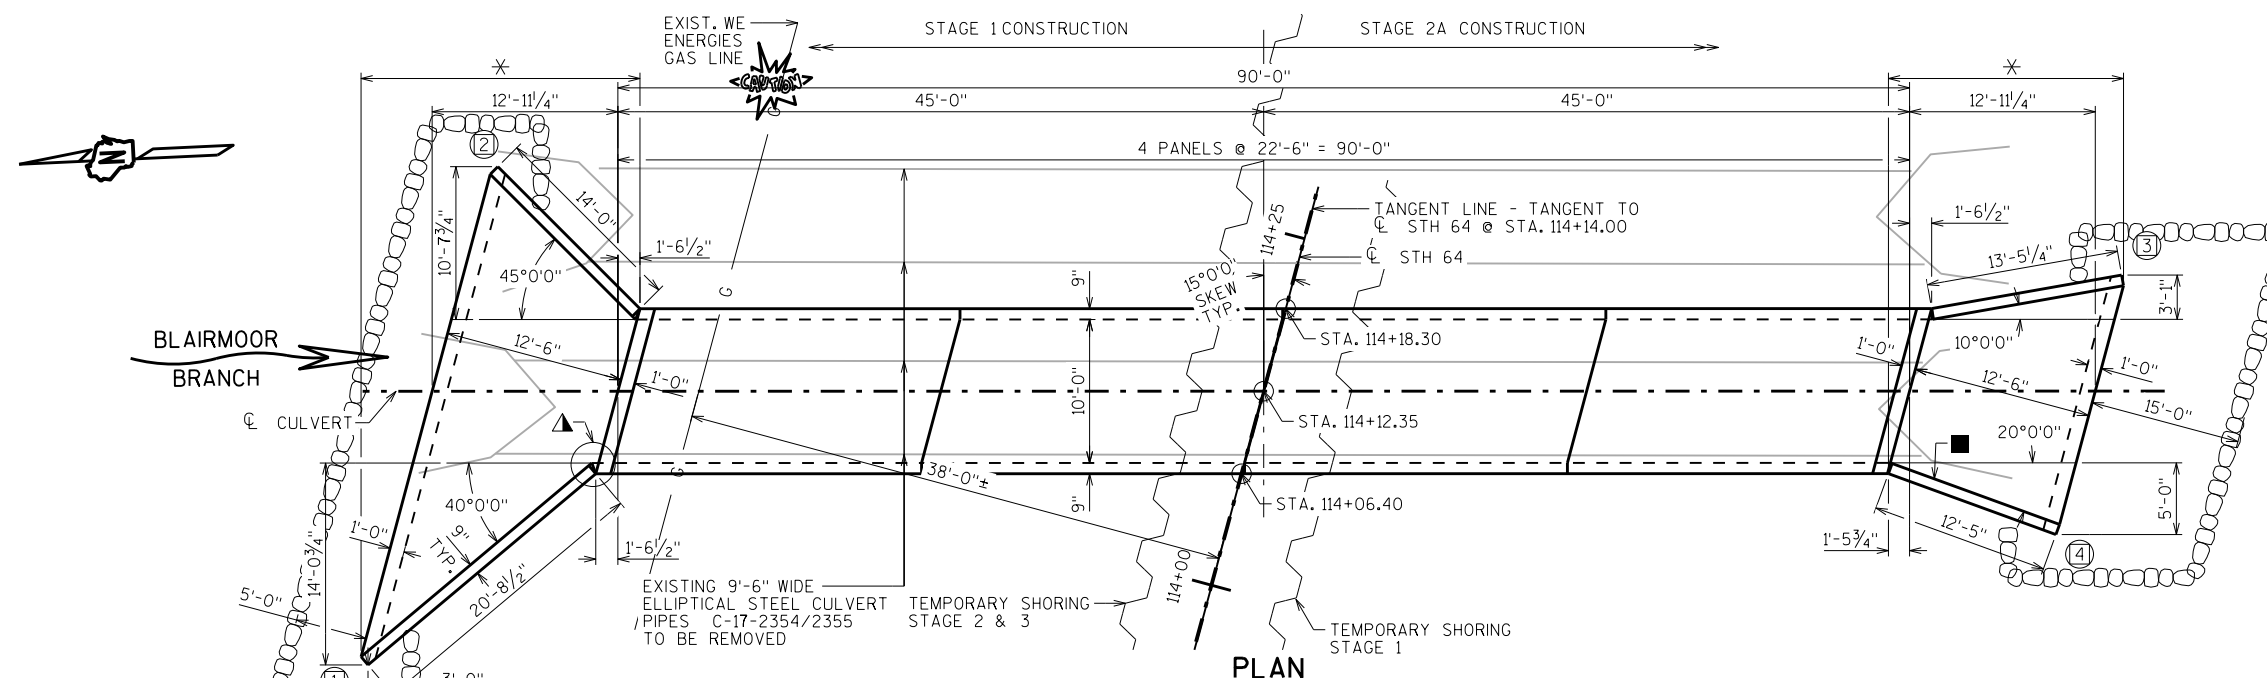 EXIST. WE
ENERGIES
GAS LINE
CAUTION
STAGE 1 CONSTRUCTION
STAGE 2A CONSTRUCTION
*
90'-0"
*
12'-11 1/4"
45'-0"
45'-0"
12'-11 1/4"
4 PANELS @ 22'-6" = 90'-0"
N
2
G
14'-0"
10'-7 3/4"
45°0'0"
1'-6 1/2"
G
9"
15°0'0"
SKEW
TYP.
114+25
TANGENT LINE - TANGENT TO
℄ STH 64 @ STA. 114+14.00
℄ STH 64
1'-6 1/2"
13'-5 1/4"
3
3'-1"
BLAIRMOOR
BRANCH
12'-6"
1'-0"
10'-0"
STA. 114+18.30
1'-0"
10°0'0"
12'-6"
1'-0"
15'-0"
℄ CULVERT
STA. 114+12.35
20°0'0"
G
38'-0"±
40°0'0"
9"
STA. 114+06.40
5'-0"
1'-0"
9"
TYP.
14'-0 3/4"
1'-6 1/2"
12'-5"
1'-5 3/4"
4
20'-8 1/2"
5'-0"
114+00
EXISTING 9'-6" WIDE
ELLIPTICAL STEEL CULVERT
PIPES C-17-2354/2355
TO BE REMOVED
TEMPORARY SHORING
STAGE 2 & 3
TEMPORARY SHORING
STAGE 1
PLAN
1
3'-0"